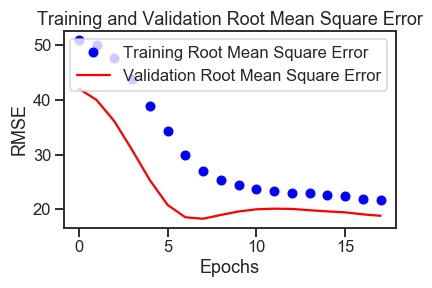 Training and Validation Root Mean Square Error
50
40
30
20
RMSE
Training Root Mean Square Error
Validation Root Mean Square Error
0 5 10 15
Epochs